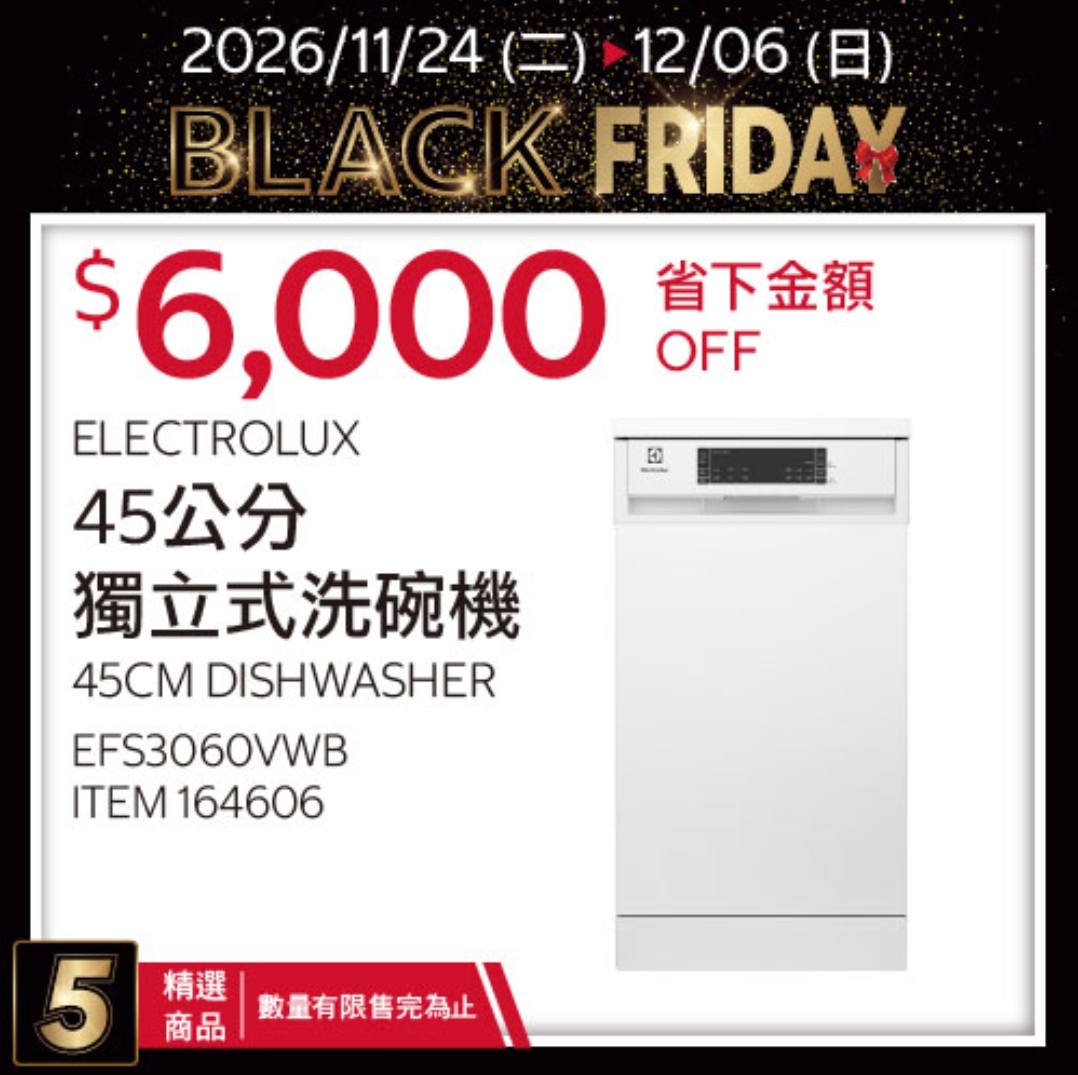 2026/11/24 (二) ▶ 12/06 (日)
BLACK FRIDAY
$6,000
省下金額
OFF
ELECTROLUX
45公分
獨立式洗碗機
45CM DISHWASHER
EFS3060VWB
ITEM 164606
5
精選
商品
數量有限售完為止